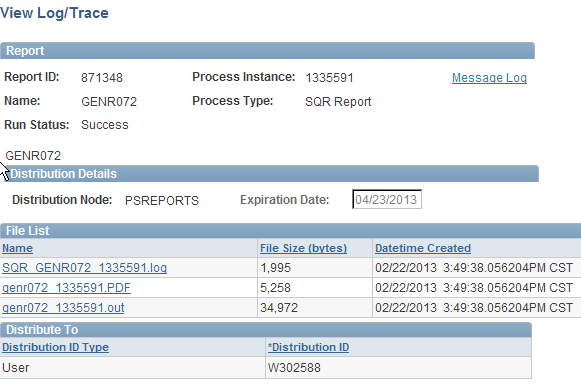 View Log/Trace
Report
Report ID: 871348 Process Instance: 1335591 Message Log
Name: GENR072 Process Type: SQR Report
Run Status: Success
GENR072
Distribution Details
Distribution Node: PSREPORTS Expiration Date: 04/23/2013
File List
Name File Size (bytes) Datetime Created
SQR_GENR072_1335591.log 1,995 02/22/2013 3:49:38.056204PM CST
genr072_1335591.PDF 5,258 02/22/2013 3:49:38.056204PM CST
genr072_1335591.out 34,972 02/22/2013 3:49:38.056204PM CST
Distribute To
Distribution ID Type *Distribution ID
User W302588